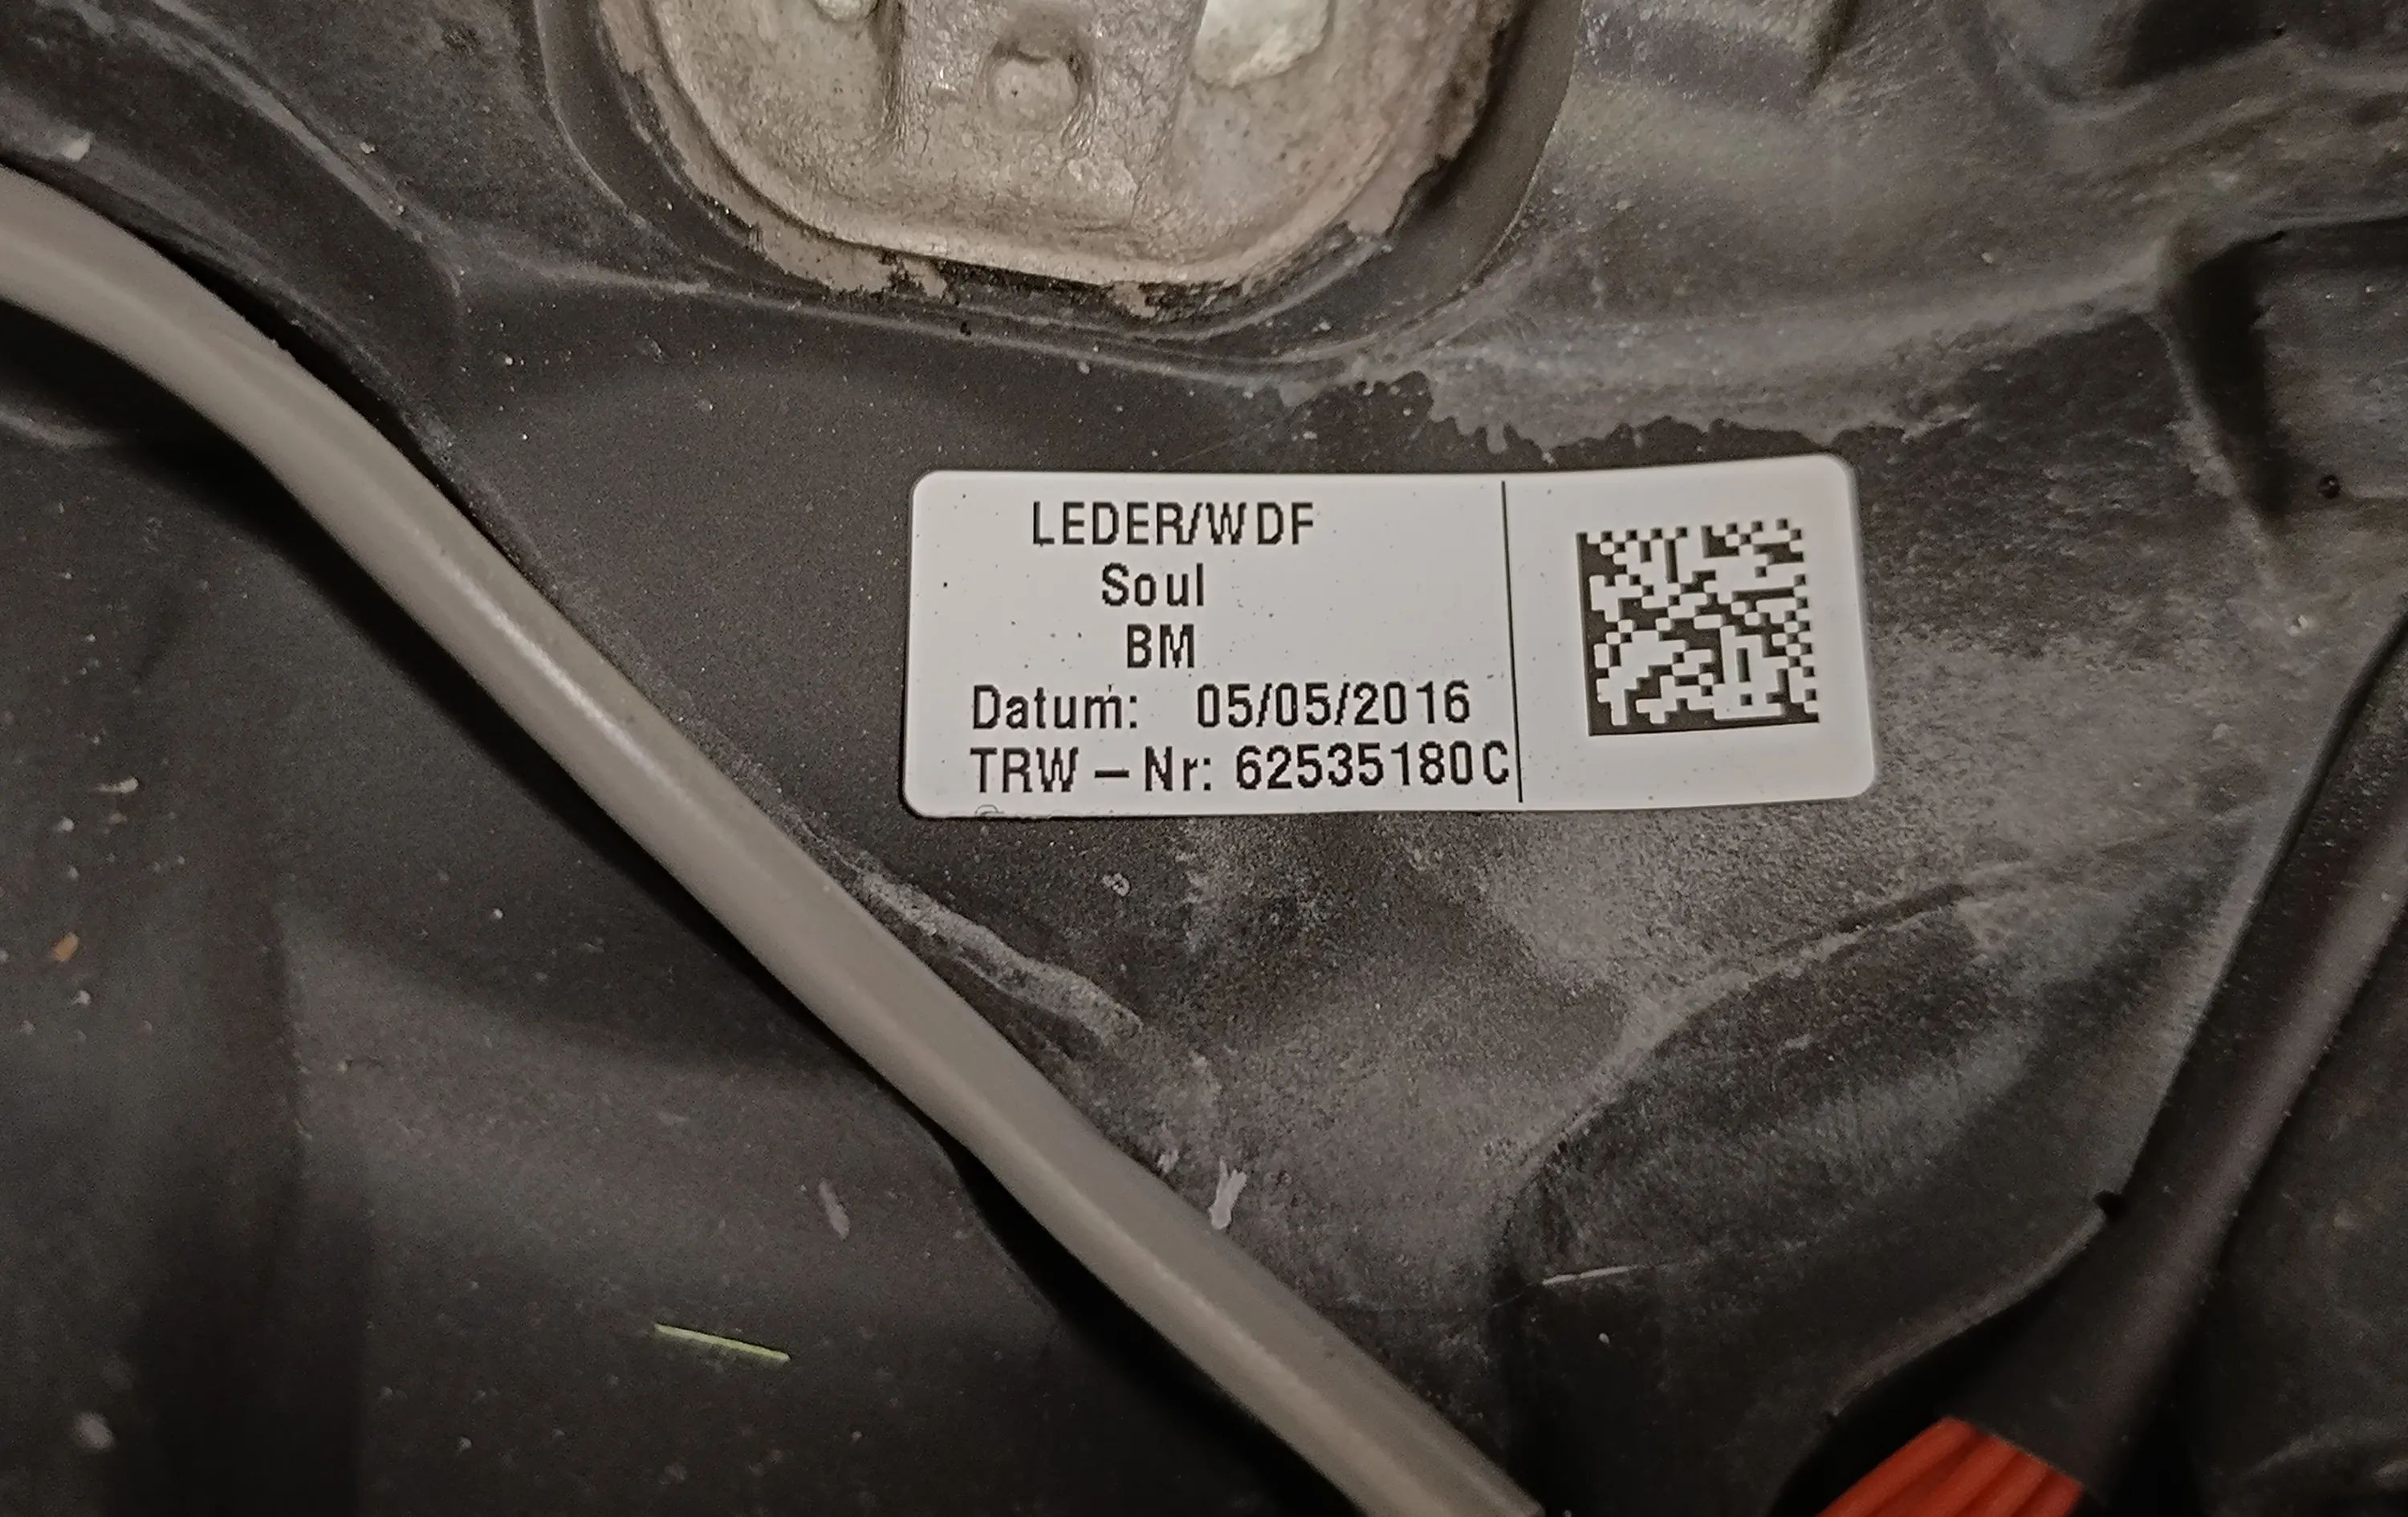 LEDER/WDF
Soul
BM
Datum: 05/05/2016
TRW – Nr: 62535180C